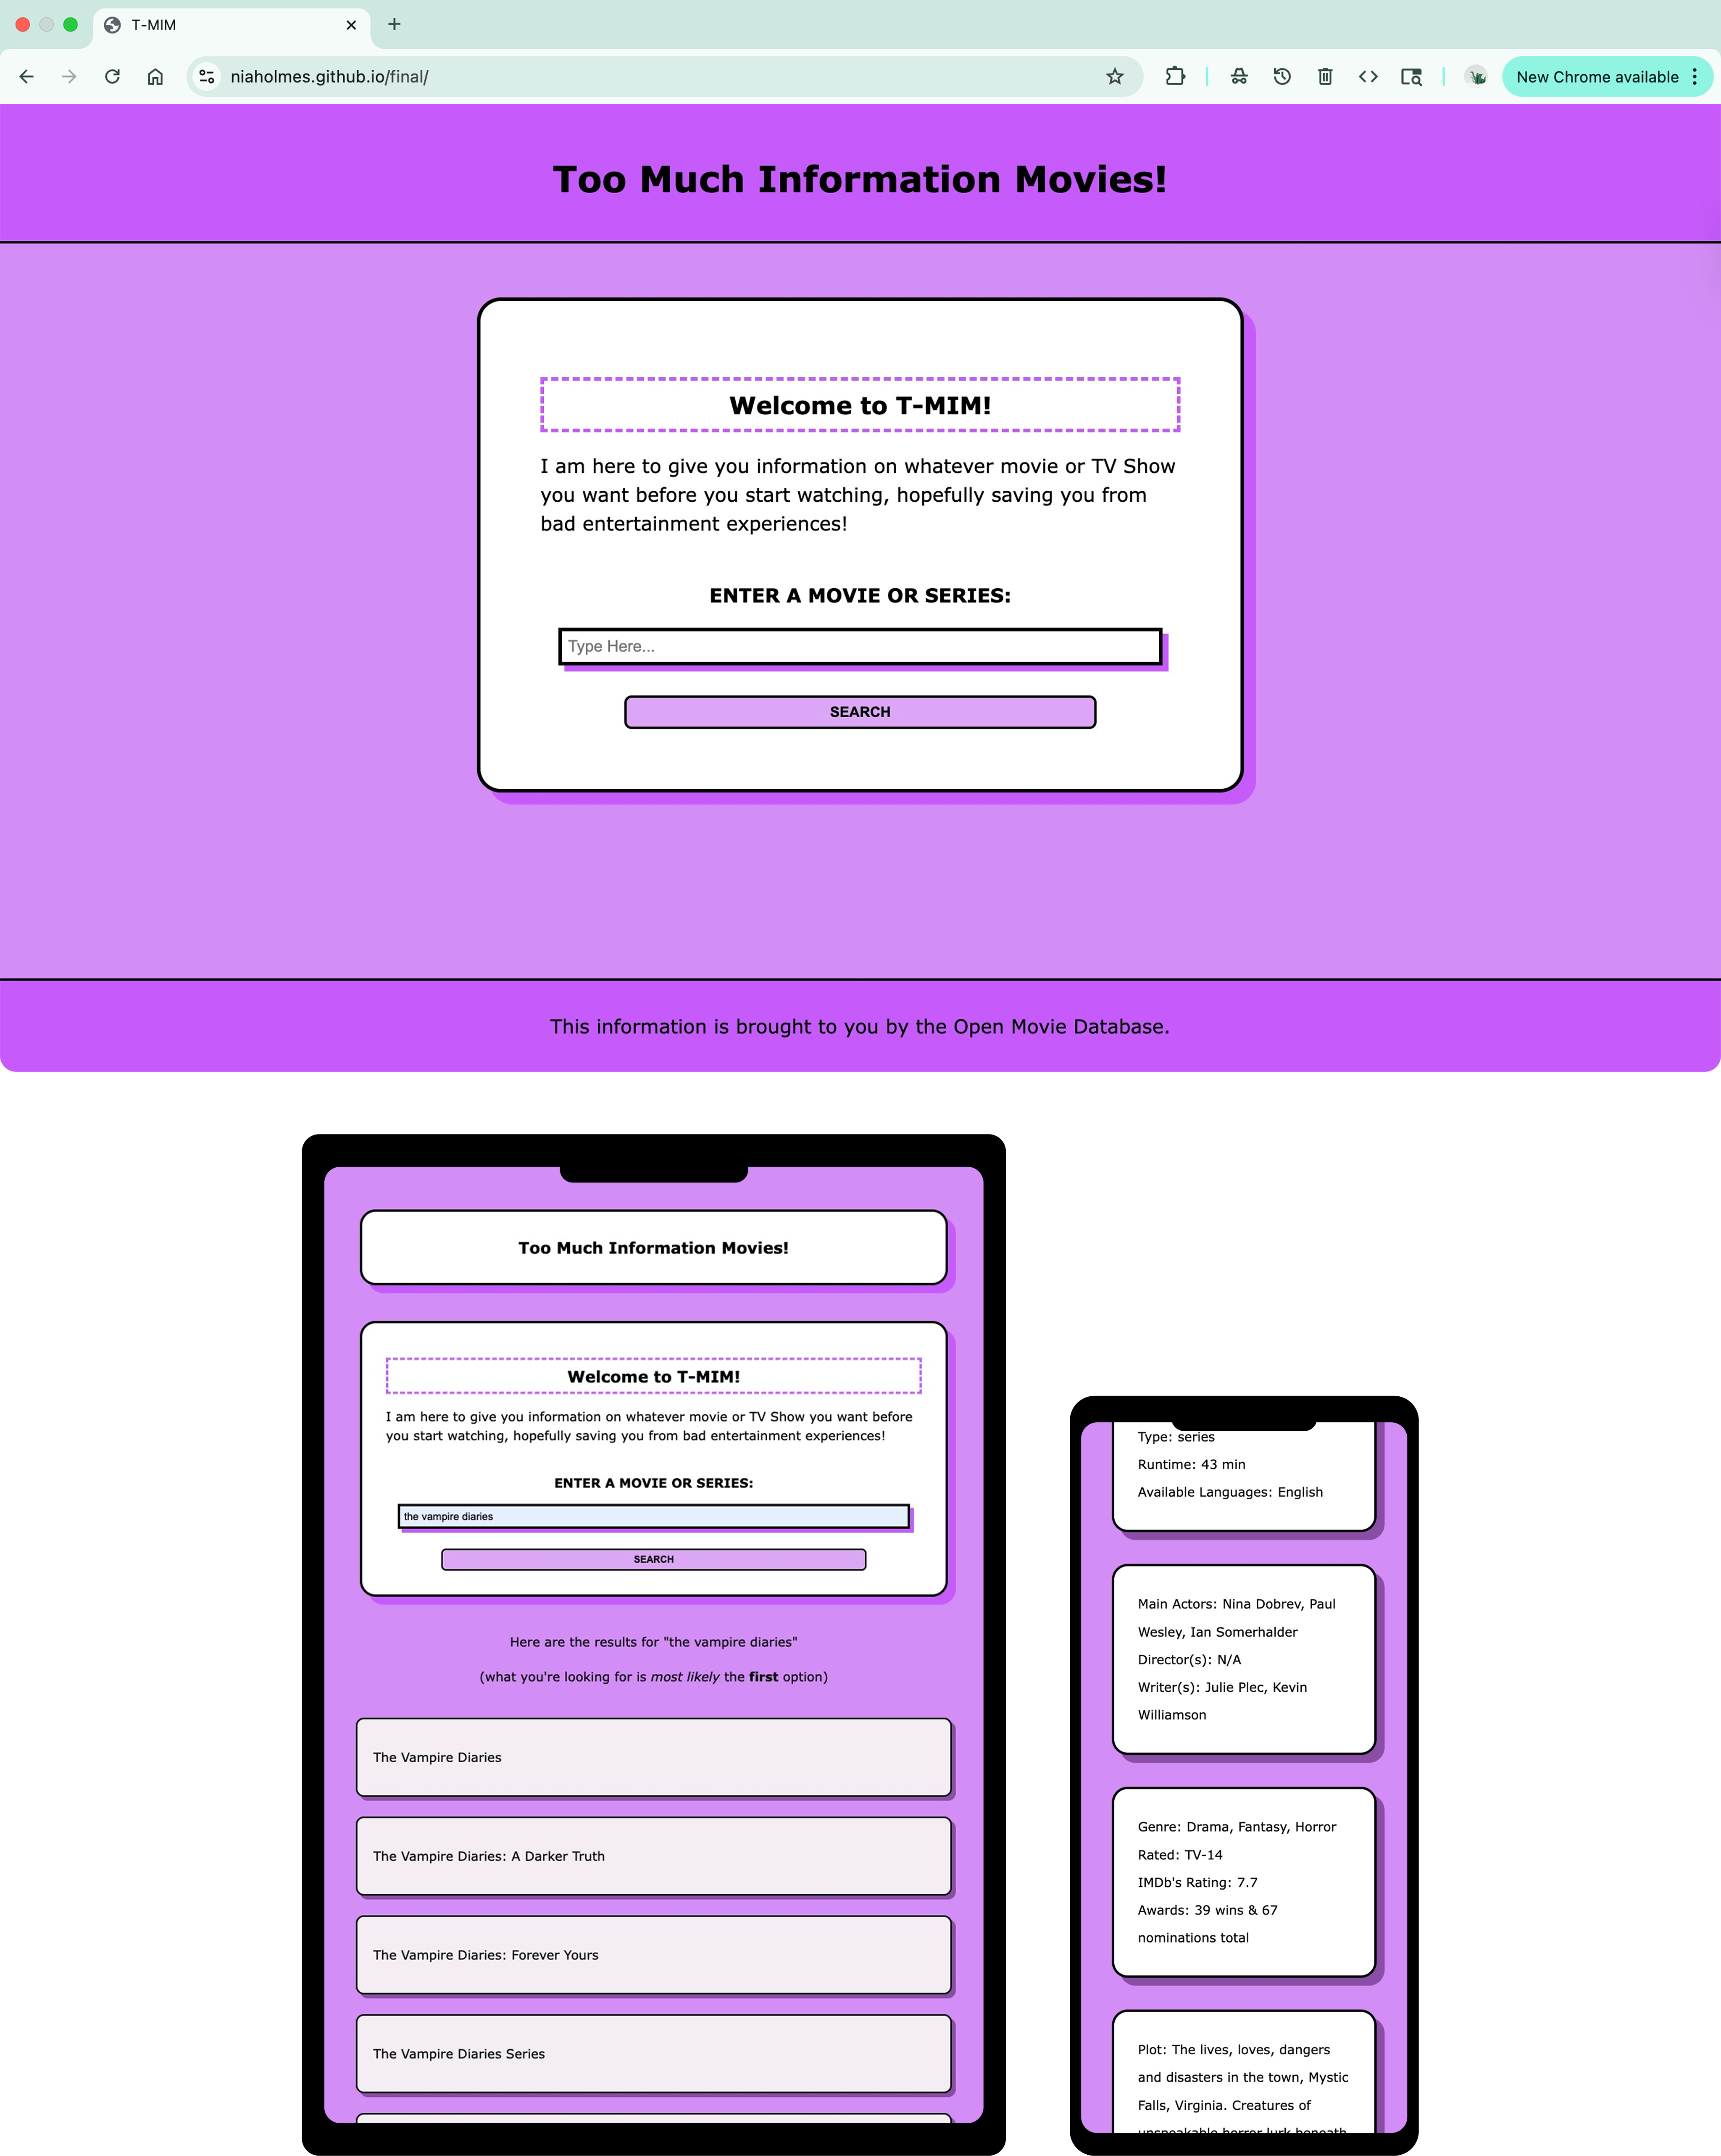 T-MIM
niaholmes.github.io/final/
New Chrome available
Too Much Information Movies!
Welcome to T-MIM!
I am here to give you information on whatever movie or TV Show
you want before you start watching, hopefully saving you from
bad entertainment experiences!
ENTER A MOVIE OR SERIES:
Type Here...
SEARCH
This information is brought to you by the Open Movie Database.
Too Much Information Movies!
Welcome to T-MIM!
I am here to give you information on whatever movie or TV Show you want before
you start watching, hopefully saving you from bad entertainment experiences!
ENTER A MOVIE OR SERIES:
the vampire diaries
SEARCH
Here are the results for "the vampire diaries"
(what you're looking for is most likely the first option)
The Vampire Diaries
The Vampire Diaries: A Darker Truth
The Vampire Diaries: Forever Yours
The Vampire Diaries Series
Type: series
Runtime: 43 min
Available Languages: English
Main Actors: Nina Dobrev, Paul
Wesley, Ian Somerhalder
Director(s): N/A
Writer(s): Julie Plec, Kevin
Williamson
Genre: Drama, Fantasy, Horror
Rated: TV-14
IMDb's Rating: 7.7
Awards: 39 wins & 67
nominations total
Plot: The lives, loves, dangers
and disasters in the town, Mystic
Falls, Virginia. Creatures of
unspeakable horror lurk beneath